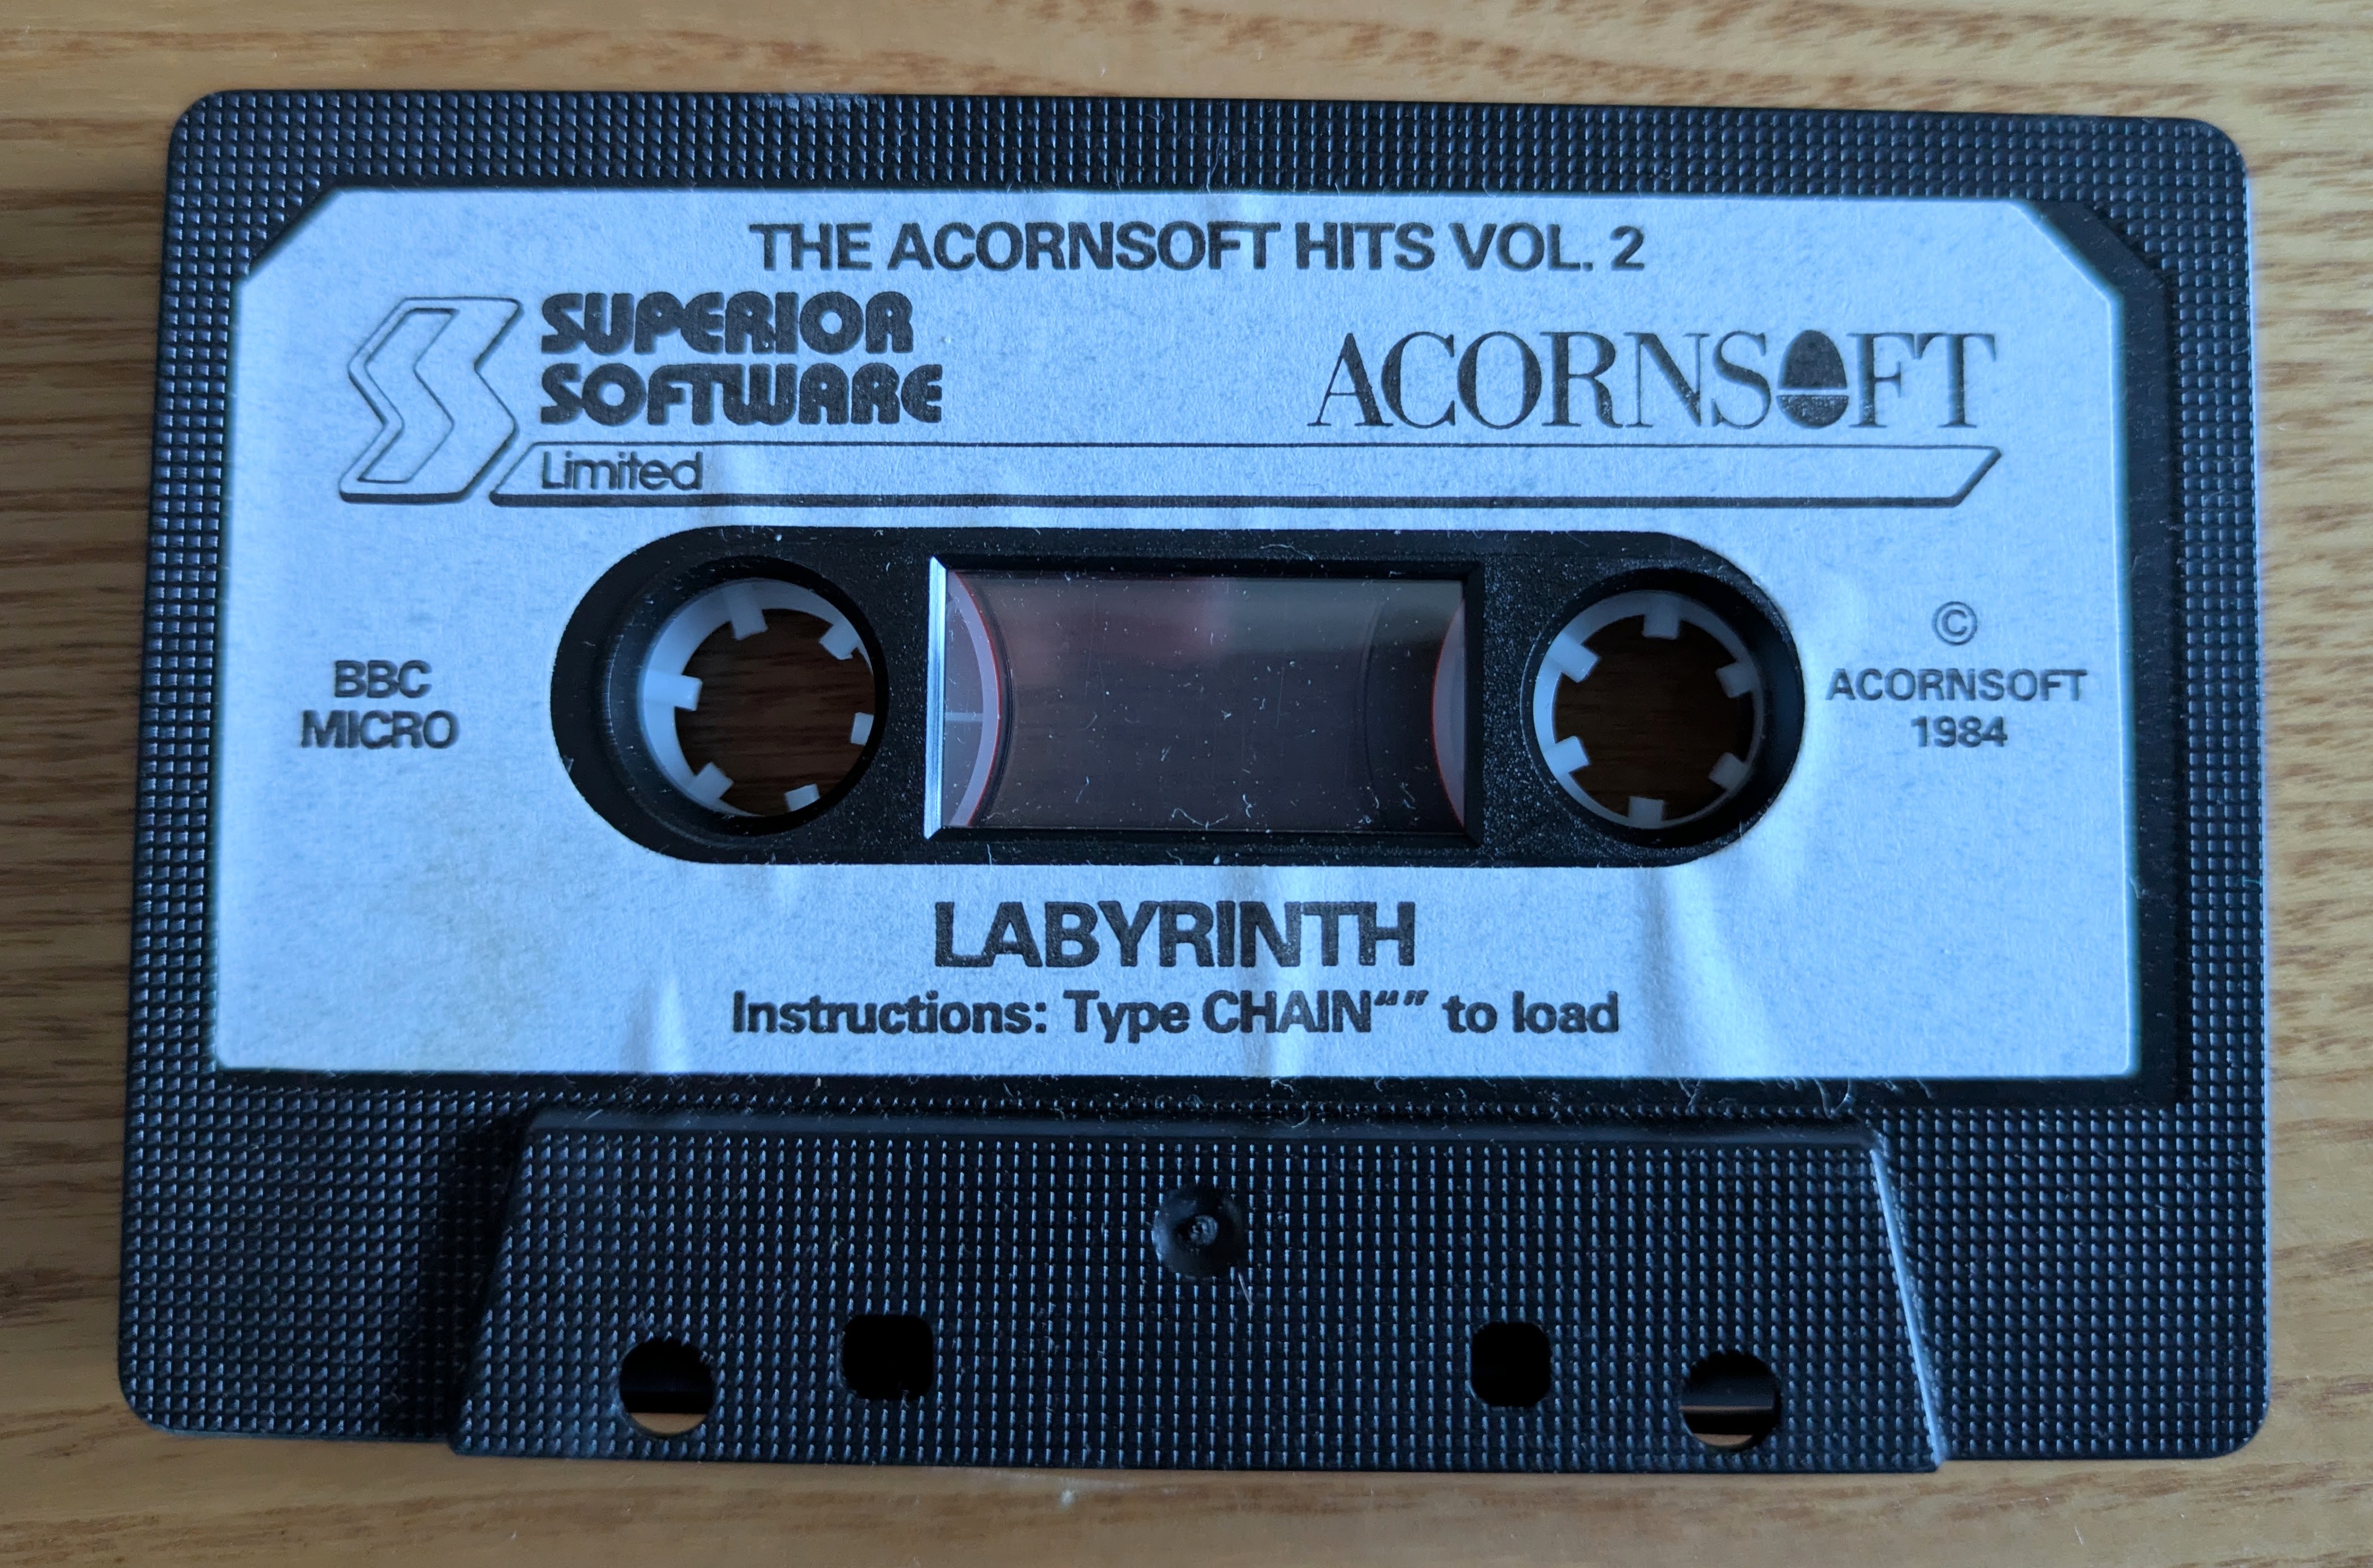 THE ACORNSOFT HITS VOL. 2
SUPERIOR
SOFTWARE
Limited
ACORNSOFT
BBC
MICRO
©
ACORNSOFT
1984
LABYRINTH
Instructions: Type CHAIN“” to load